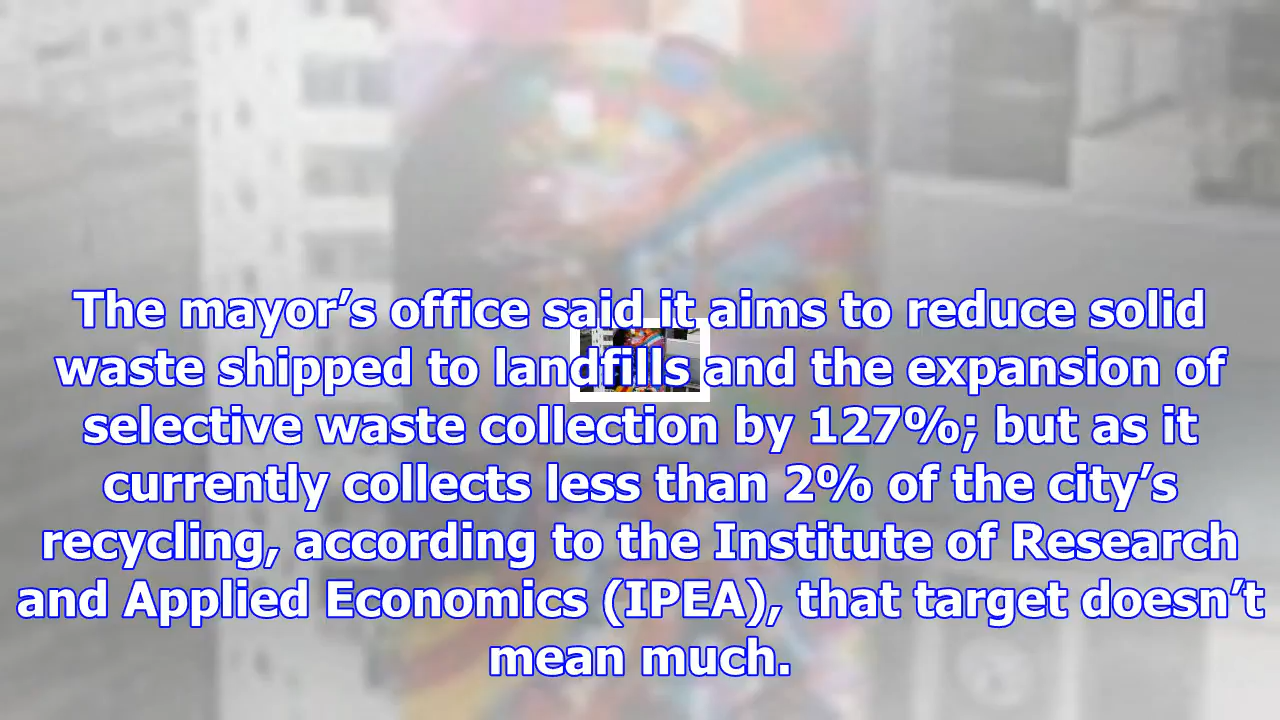 The mayor’s office said it aims to reduce solid
waste shipped to landfills and the expansion of
selective waste collection by 127%; but as it
currently collects less than 2% of the city’s
recycling, according to the Institute of Research
and Applied Economics (IPEA), that target doesn’t
mean much.